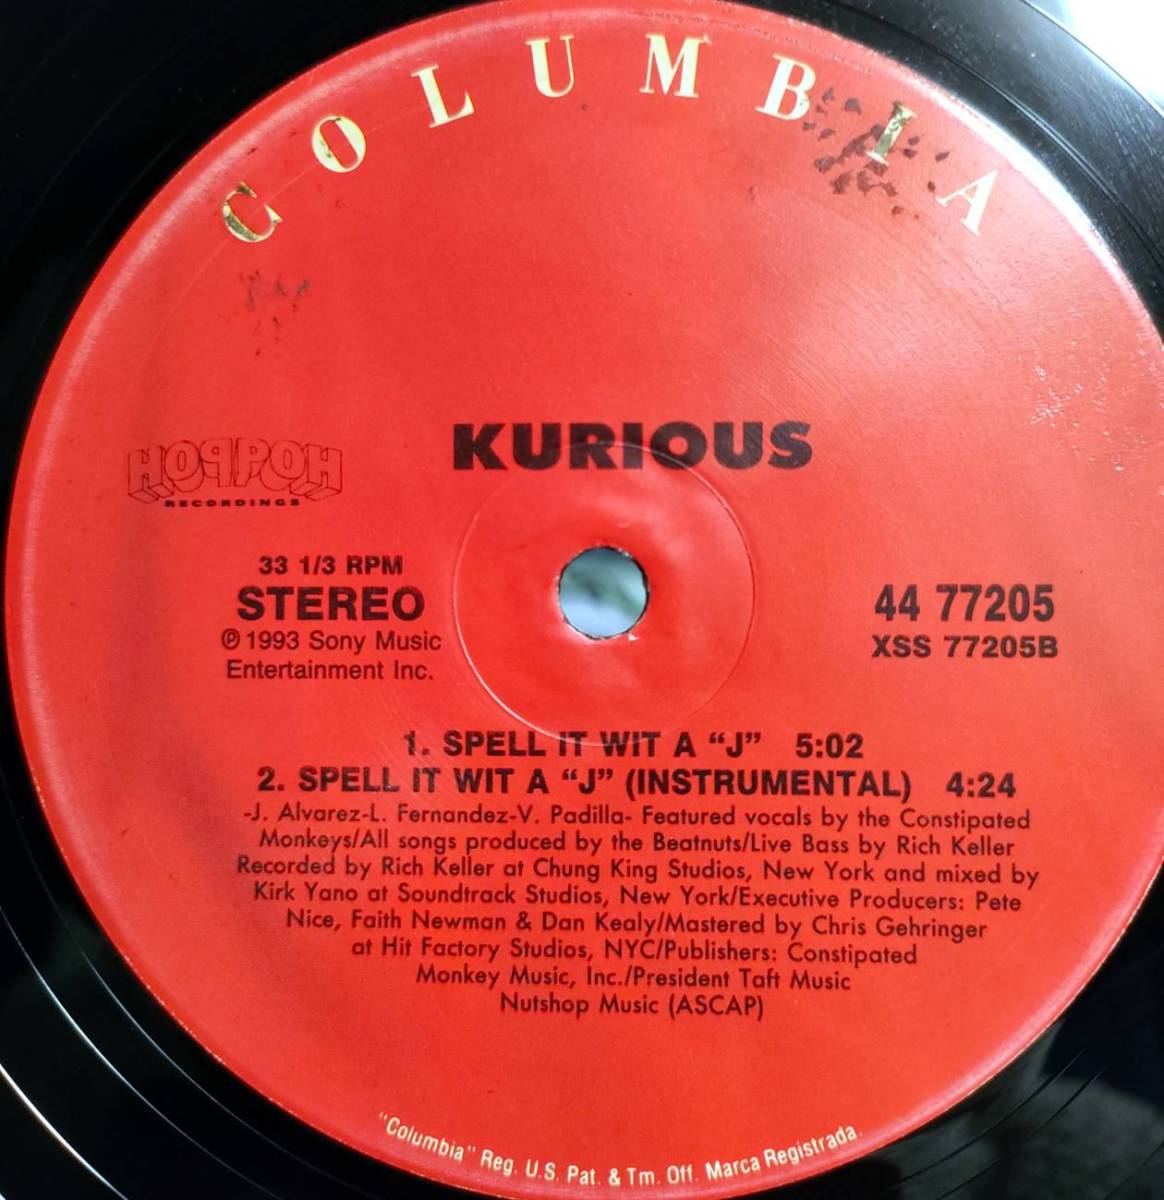 COLUMBIA
KURIOUS
HOPPOH
RECORDINGS
33 1/3 RPM
STEREO
℗ 1993 Sony Music
Entertainment Inc.
44 77205
XSS 77205B
1. SPELL IT WIT A “J” 5:02
2. SPELL IT WIT A “J” (INSTRUMENTAL) 4:24
-J. Alvarez-L. Fernandez-V. Padilla- Featured vocals by the Constipated
Monkeys/All songs produced by the Beatnuts/Live Bass by Rich Keller
Recorded by Rich Keller at Chung King Studios, New York and mixed by
Kirk Yano at Soundtrack Studios, New York/Executive Producers: Pete
Nice, Faith Newman & Dan Kealy/Mastered by Chris Gehringer
at Hit Factory Studios, NYC/Publishers: Constipated
Monkey Music, Inc./President Taft Music
Nutshop Music (ASCAP)
"Columbia" Reg. U.S. Pat. & Tm. Off. Marca Registrada.